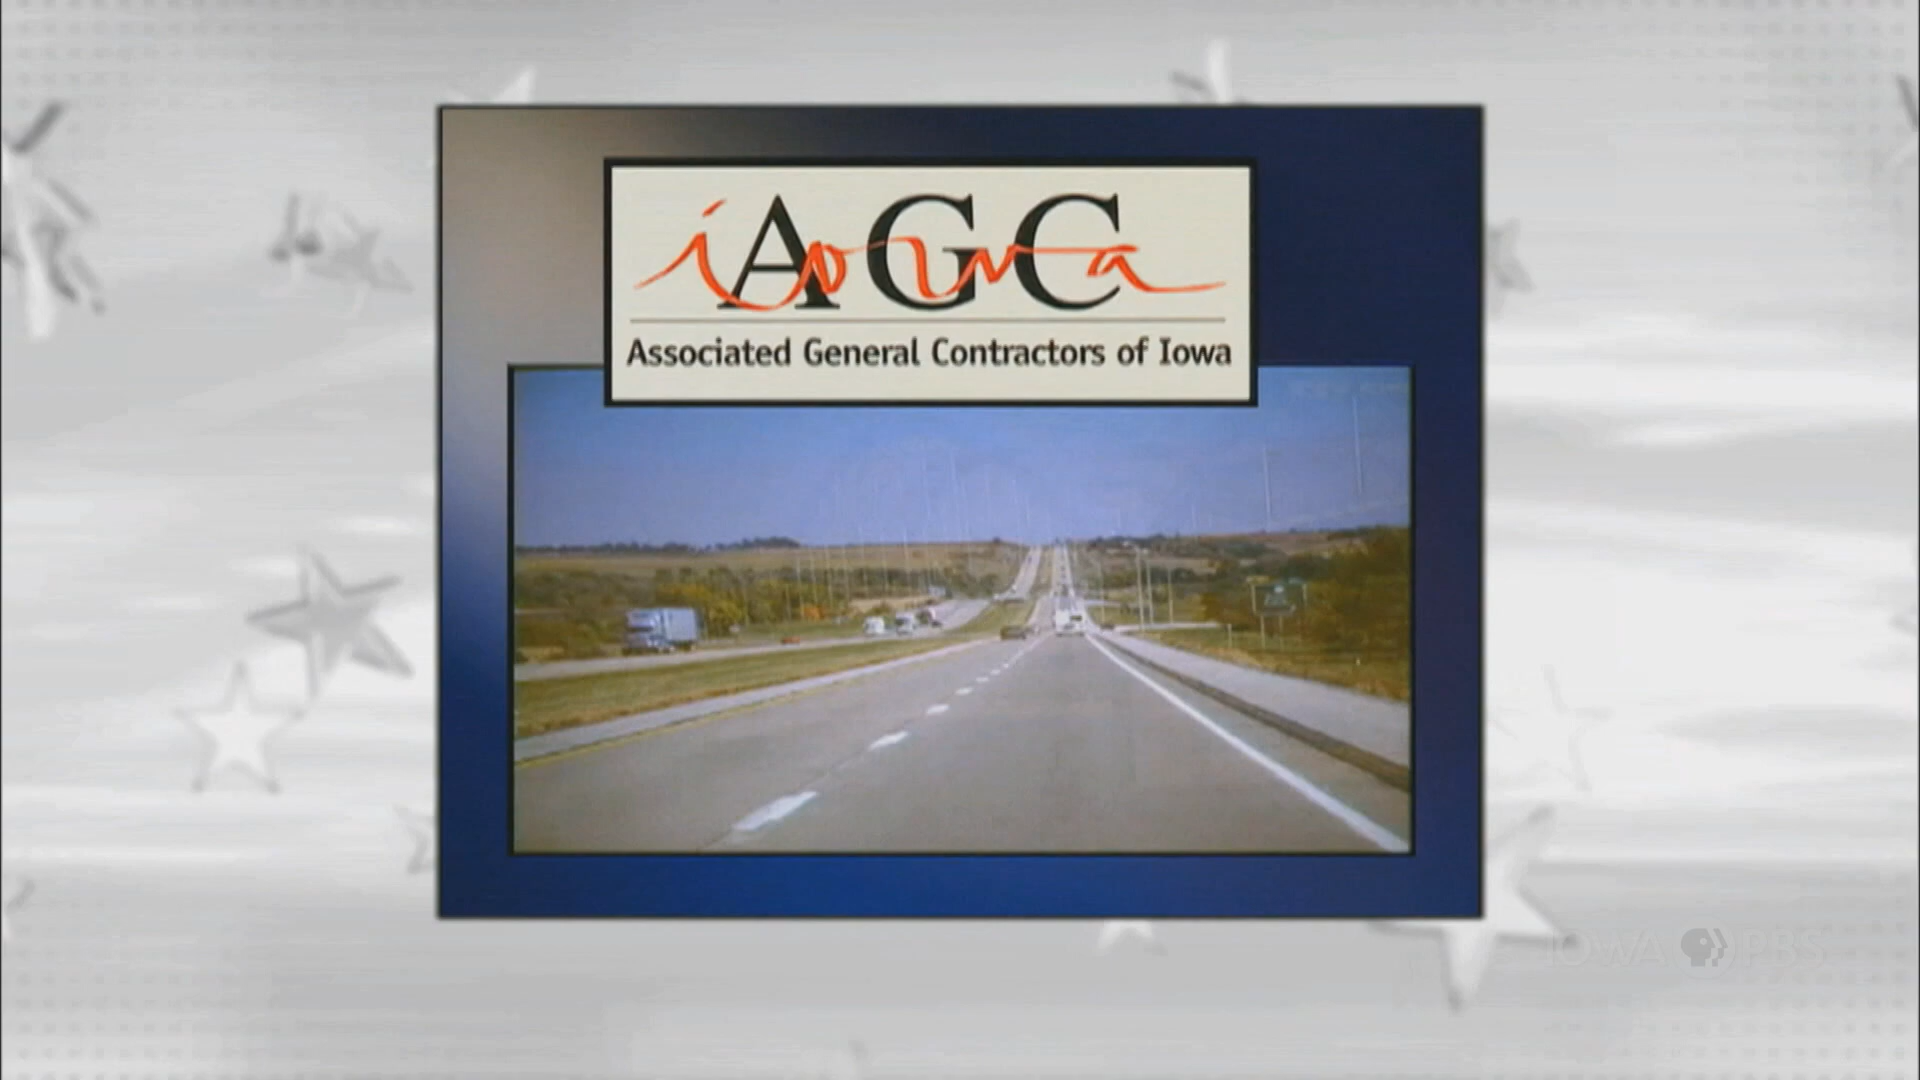 AGC
iowa
Associated General Contractors of Iowa
IOWA PBS